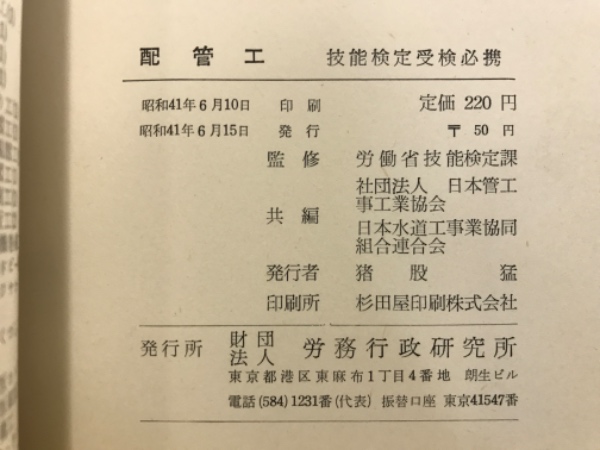 配管工 技能検定受検必携
昭和41年6月10日 印刷 定価 220 円
昭和41年6月15日 発行 〒 50 円
監修 労働省技能検定課
共編 社団法人 日本管工
事工業協会
日本水道工事業協同
組合連合会
発行者 猪股猛
印刷所 杉田屋印刷株式会社
発行所 財団法人 労務行政研究所
東京都港区東麻布1丁目4番地 朗生ビル
電話(584)1231番(代表) 振替口座 東京41547番